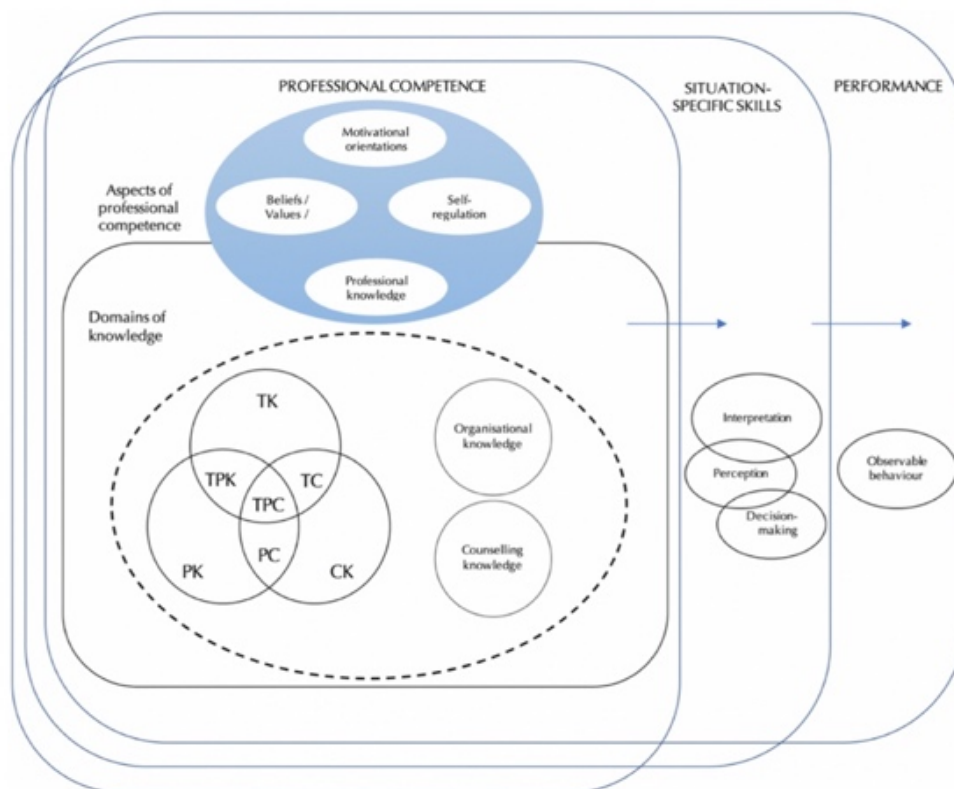 PROFESSIONAL COMPETENCE
SITUATION-
SPECIFIC SKILLS
PERFORMANCE
Motivational
orientations
Aspects of
professional
competence
Beliefs /
Values /
Self-
regulation
Professional
knowledge
Domains of
knowledge
TK
TPK
TC
TPC
PC
PK
CK
Organisational
knowledge
Counselling
knowledge
Interpretation
Perception
Decision-
making
Observable
behaviour